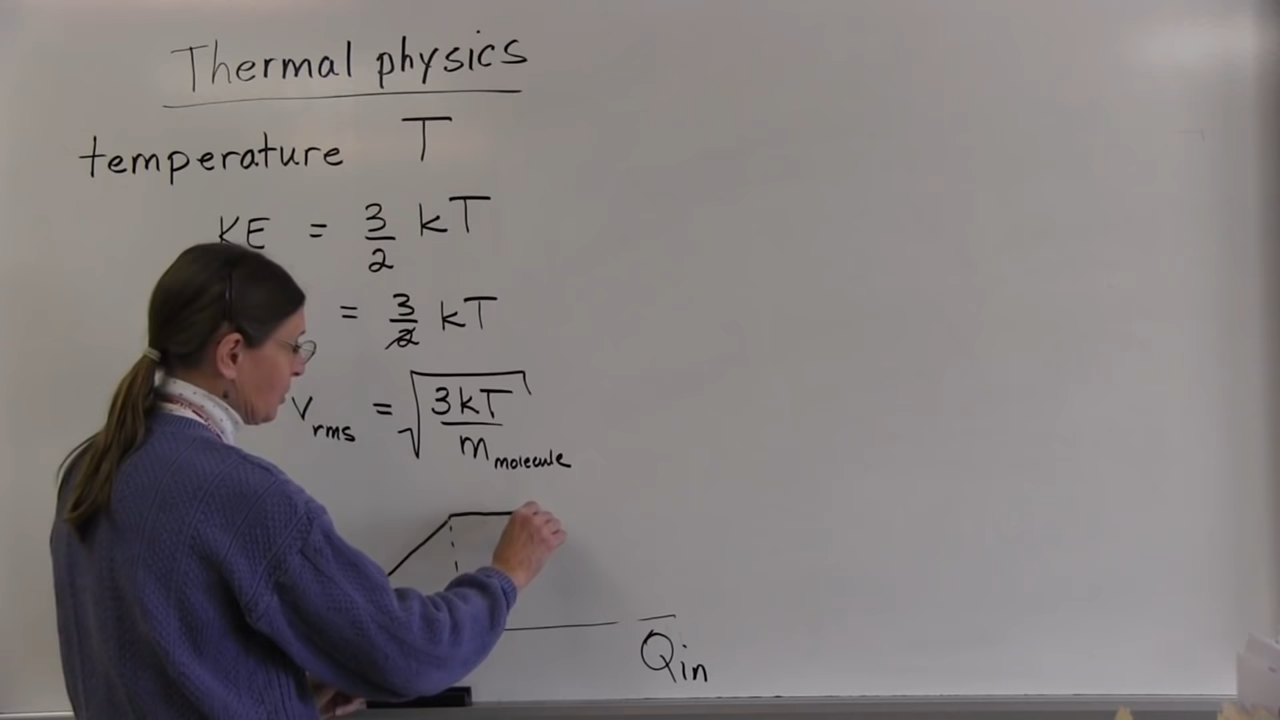 Thermal physics
temperature T
KE = 3/2 kT
= 3/2 kT
v rms = √ 3kT / m molecule
Q in